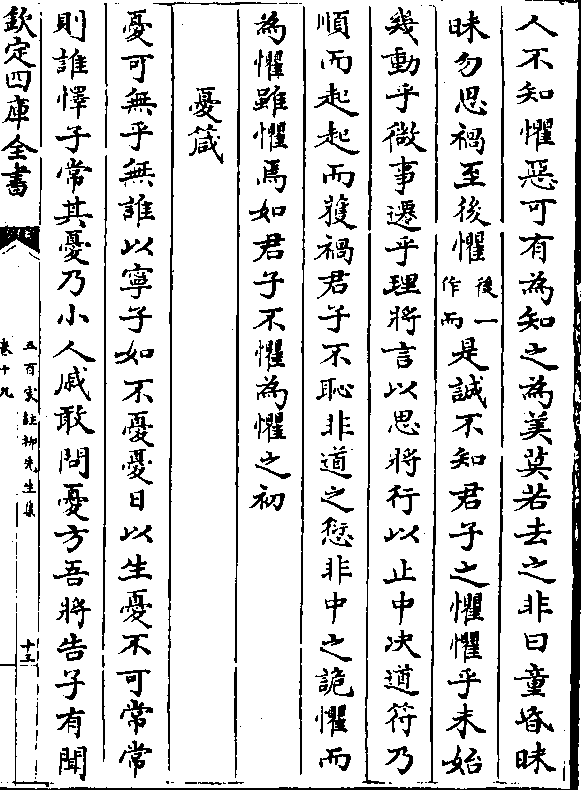 人不知懼惡可有為知之為美莫若去之非曰童昏昧
昧勿思禍至後懼後一作而是誠不知君子之懼懼乎未始
幾動乎微事遷乎理將言以思將行以止中决道符乃
順而起起而獲禍君子不恥非道之愆非中之詭懼而
為懼雖懼焉如君子不懼為懼之初
憂箴
憂可無乎無誰以寧子如不憂憂日以生憂不可常常
則誰懌子常其憂乃小人戚敢問憂方吾將告子有聞
欽定四庫全書
五百家註柳先生集
卷十九
十三